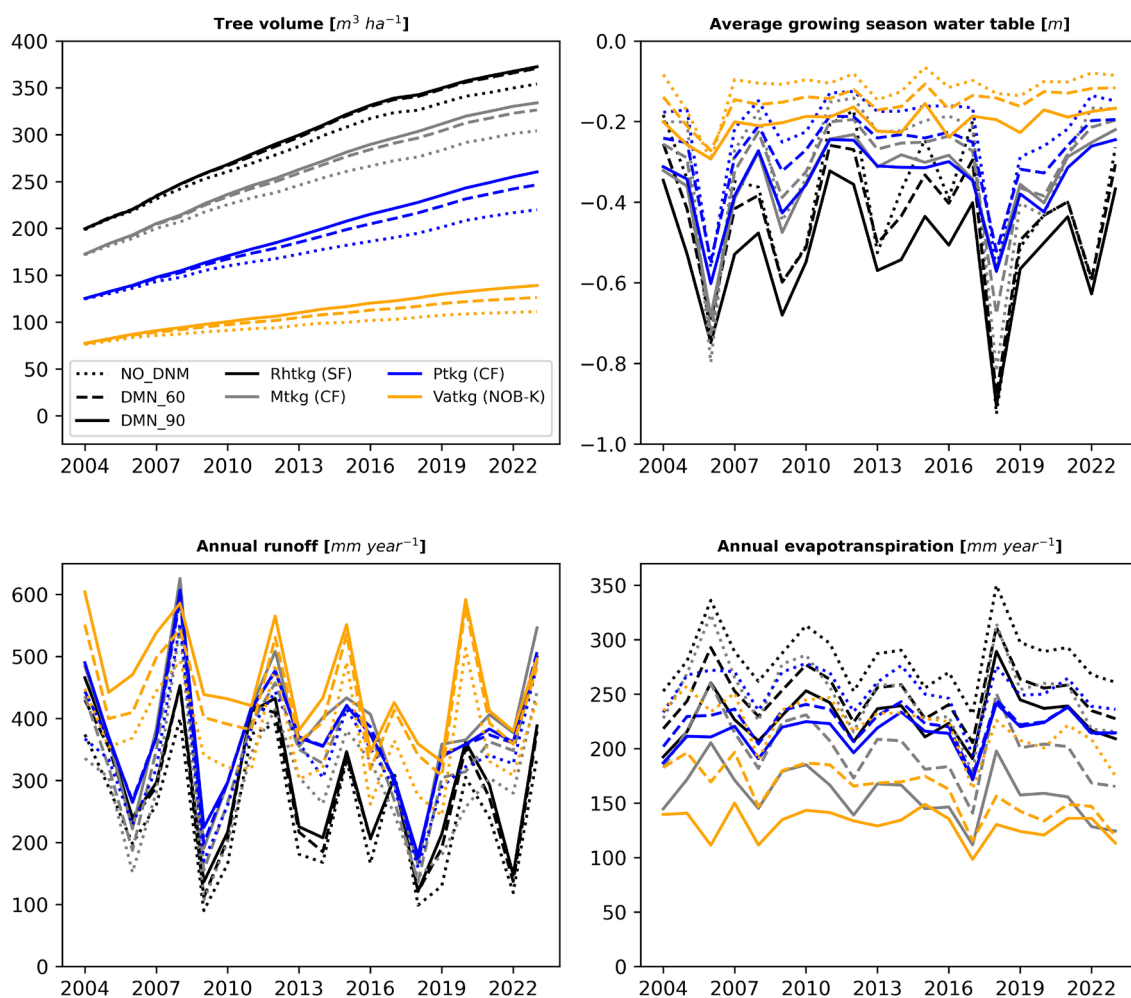 Tree volume [m³ ha⁻¹]
400
350
300
250
200
150
100
50
0
NO_DNM
DMN_60
DMN_90
Rhtkg (SF)
Mtkg (CF)
Ptkg (CF)
Vatkg (NOB-K)
2004 2007 2010 2013 2016 2019 2022
Average growing season water table [m]
0.0
−0.2
−0.4
−0.6
−0.8
−1.0
2004 2007 2010 2013 2016 2019 2022
Annual runoff [mm year⁻¹]
600
500
400
300
200
100
0
2004 2007 2010 2013 2016 2019 2022
Annual evapotranspiration [mm year⁻¹]
350
300
250
200
150
100
50
0
2004 2007 2010 2013 2016 2019 2022